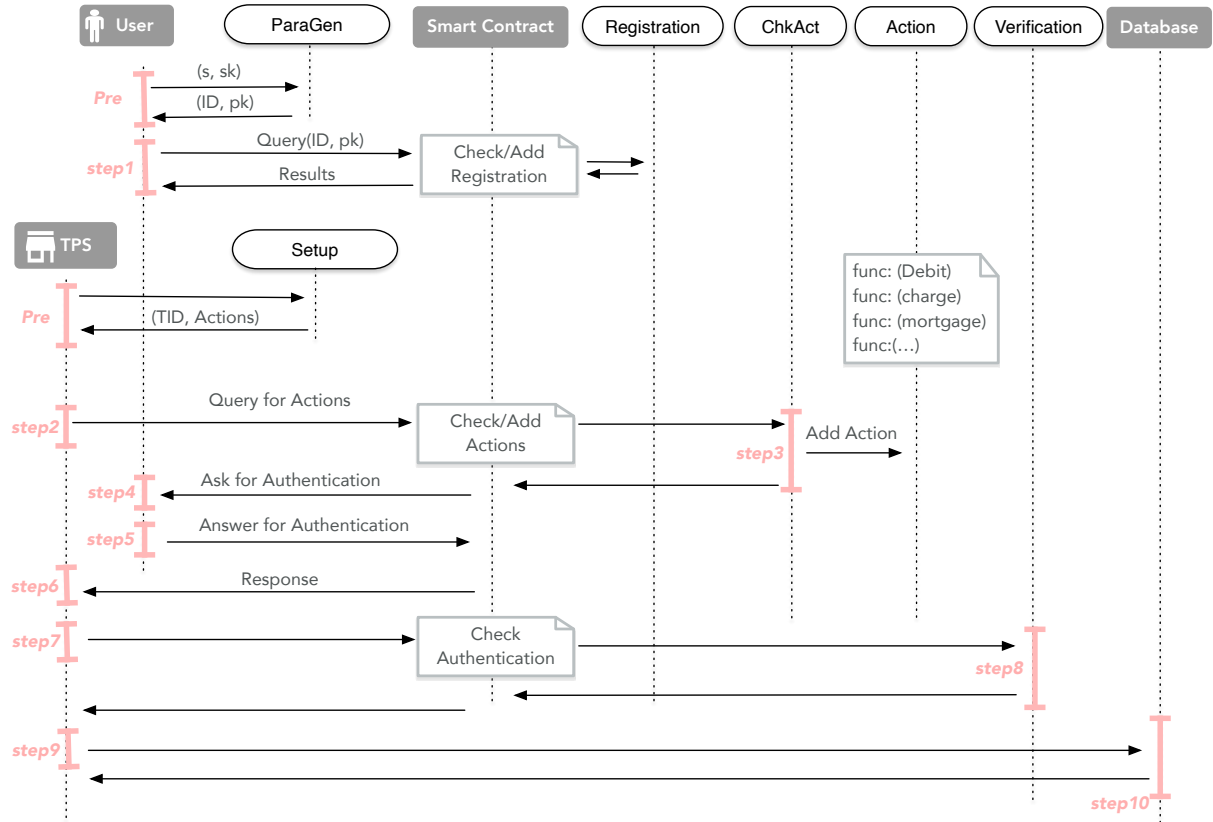 User
ParaGen
Smart Contract
Registration
ChkAct
Action
Verification
Database
(s, sk)
Pre
(ID, pk)
Query(ID, pk)
Check/Add
Registration
step1
Results
TPS
Setup
func: (Debit)
func: (charge)
func: (mortgage)
func:(...)
Pre
(TID, Actions)
Query for Actions
step2
Check/Add
Actions
Add Action
step3
Ask for Authentication
step4
Answer for Authentication
step5
Response
step6
step7
Check
Authentication
step8
step9
step10